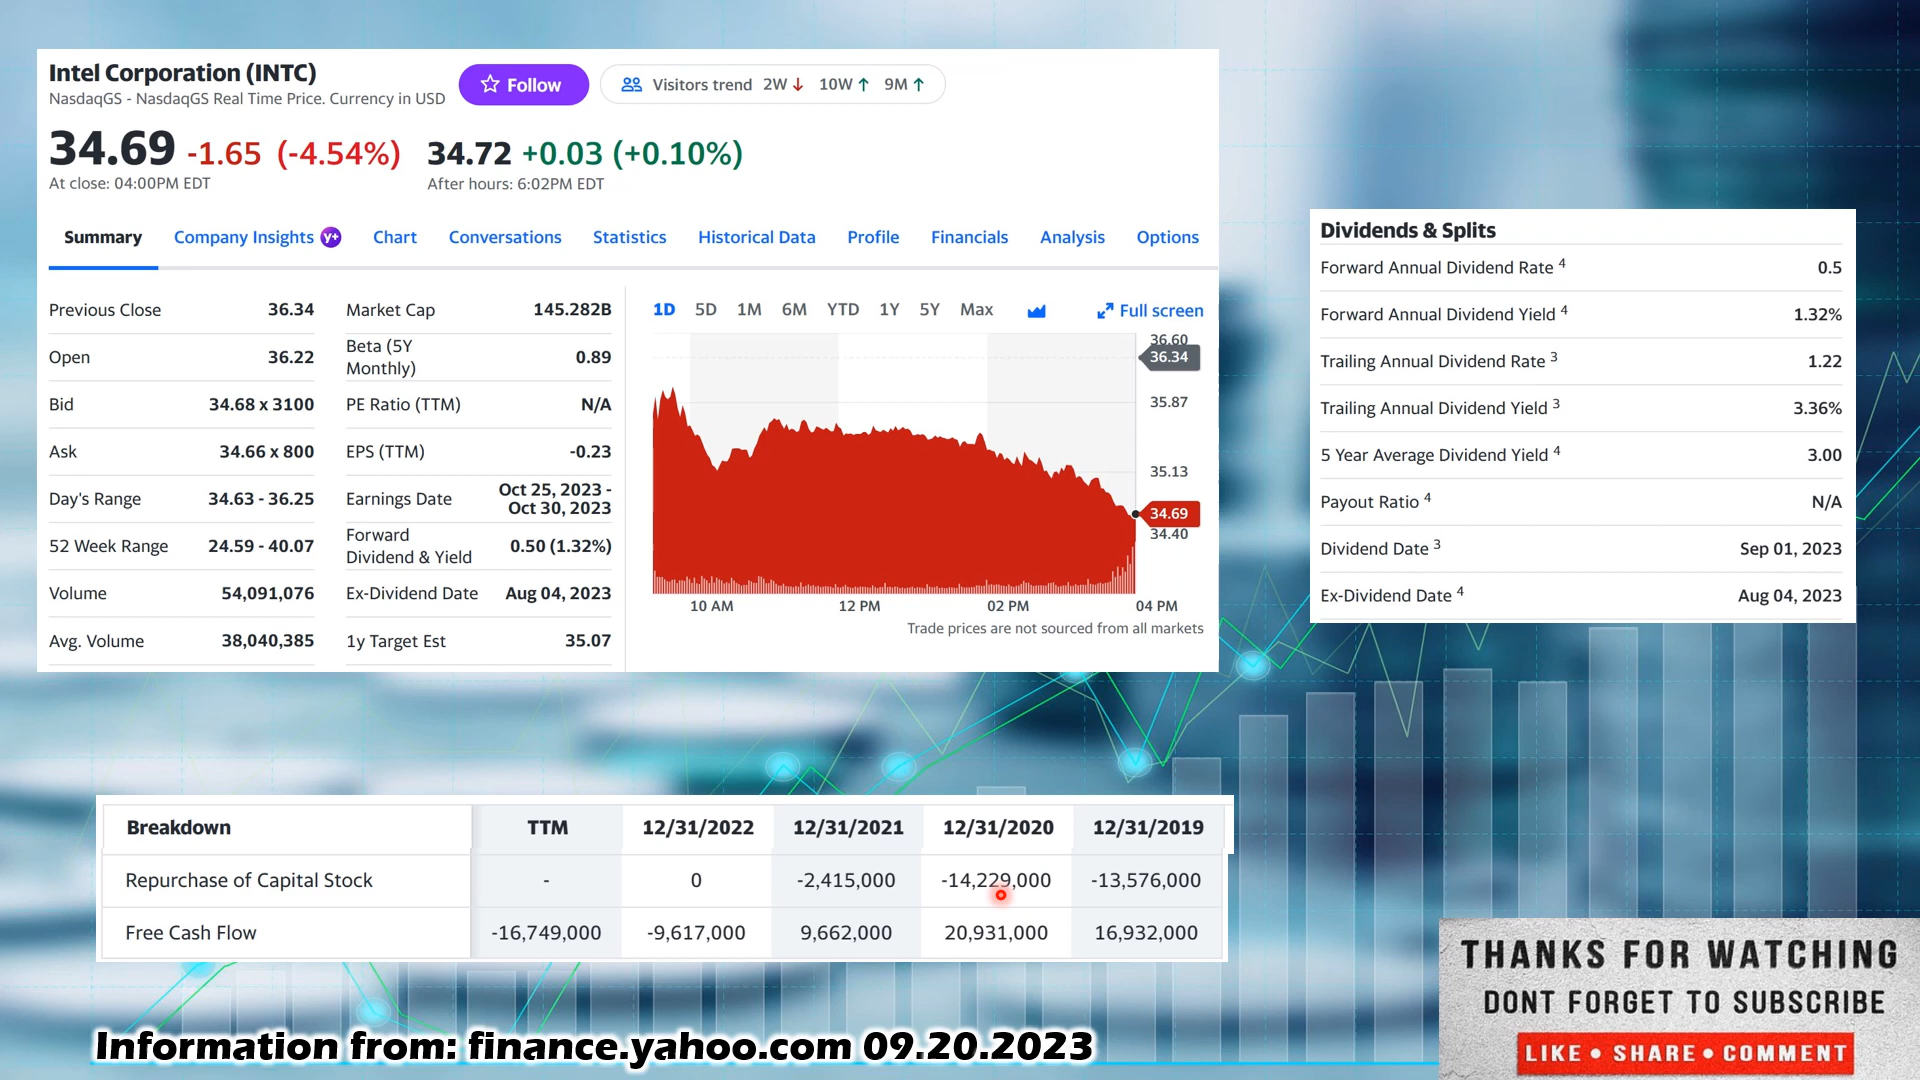 Intel Corporation (INTC)
NasdaqGS - NasdaqGS Real Time Price. Currency in USD
Follow
Visitors trend 2W ↓ 10W ↑ 9M ↑
34.69 -1.65 (-4.54%) 34.72 +0.03 (+0.10%)
At close: 04:00PM EDT After hours: 6:02PM EDT
Summary Company Insights y+ Chart Conversations Statistics Historical Data Profile Financials Analysis Options
Previous Close 36.34
Open 36.22
Bid 34.68 x 3100
Ask 34.66 x 800
Day's Range 34.63 - 36.25
52 Week Range 24.59 - 40.07
Volume 54,091,076
Avg. Volume 38,040,385
Market Cap 145.282B
Beta (5Y
Monthly) 0.89
PE Ratio (TTM) N/A
EPS (TTM) -0.23
Earnings Date Oct 25, 2023 -
Oct 30, 2023
Forward
Dividend & Yield 0.50 (1.32%)
Ex-Dividend Date Aug 04, 2023
1y Target Est 35.07
1D 5D 1M 6M YTD 1Y 5Y Max Full screen
36.60
36.34
35.87
35.13
34.69
34.40
10 AM 12 PM 02 PM 04 PM
Trade prices are not sourced from all markets
Dividends & Splits
Forward Annual Dividend Rate 4 0.5
Forward Annual Dividend Yield 4 1.32%
Trailing Annual Dividend Rate 3 1.22
Trailing Annual Dividend Yield 3 3.36%
5 Year Average Dividend Yield 4 3.00
Payout Ratio 4 N/A
Dividend Date 3 Sep 01, 2023
Ex-Dividend Date 4 Aug 04, 2023
Breakdown TTM 12/31/2022 12/31/2021 12/31/2020 12/31/2019
Repurchase of Capital Stock - 0 -2,415,000 -14,229,000 -13,576,000
Free Cash Flow -16,749,000 -9,617,000 9,662,000 20,931,000 16,932,000
Information from: finance.yahoo.com 09.20.2023
THANKS FOR WATCHING
DONT FORGET TO SUBSCRIBE
LIKE • SHARE • COMMENT